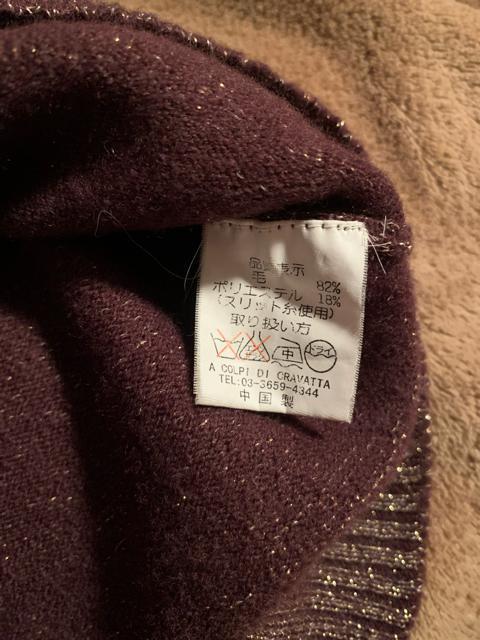 品質表示
毛 82%
ポリエステル 18%
(スリット糸使用)
取り扱い方
中 ドライ
A COLPI DI CRAVATTA
TEL:03-3659-4344
中国製